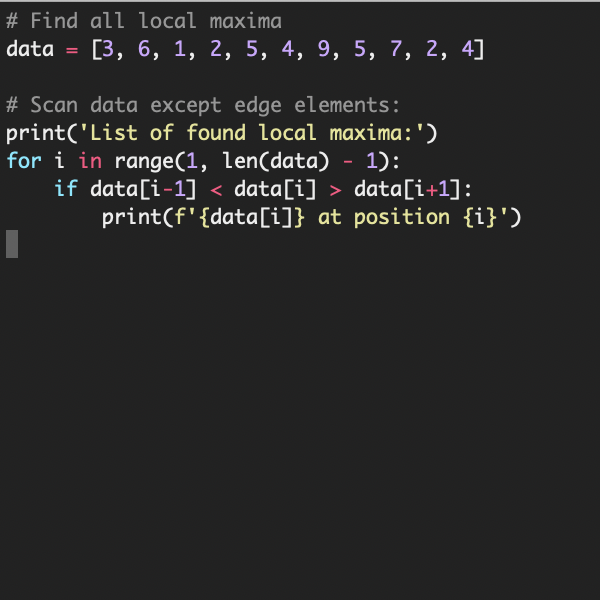 # Find all local maxima
data = [3, 6, 1, 2, 5, 4, 9, 5, 7, 2, 4]

# Scan data except edge elements:
print('List of found local maxima:')
for i in range(1, len(data) - 1):
    if data[i-1] < data[i] > data[i+1]:
        print(f'{data[i]} at position {i}')